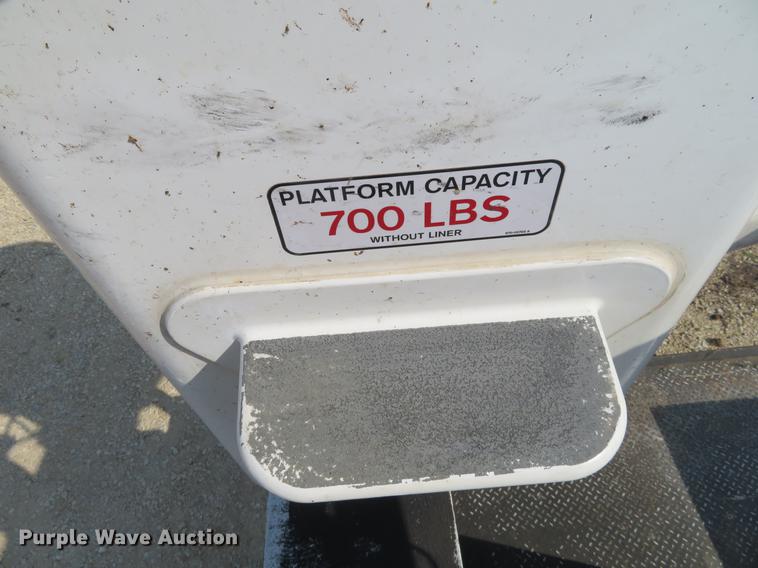 PLATFORM CAPACITY
700 LBS
WITHOUT LINER
Purple Wave Auction